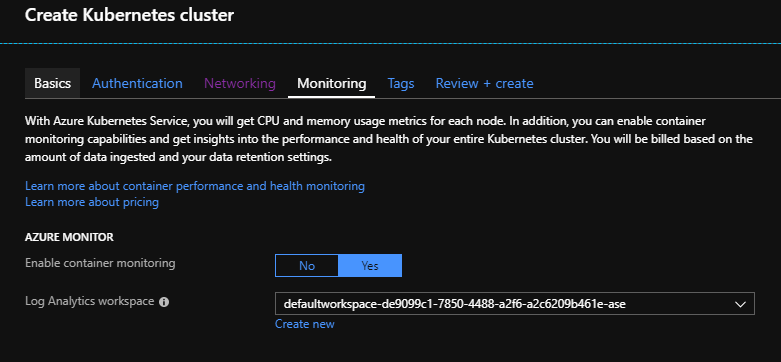 Create Kubernetes cluster
Basics Authentication Networking Monitoring Tags Review + create
With Azure Kubernetes Service, you will get CPU and memory usage metrics for each node. In addition, you can enable container
monitoring capabilities and get insights into the performance and health of your entire Kubernetes cluster. You will be billed based on the
amount of data ingested and your data retention settings.
Learn more about container performance and health monitoring
Learn more about pricing
AZURE MONITOR
Enable container monitoring No Yes
Log Analytics workspace defaultworkspace-de9099c1-7850-4488-a2f6-a2c6209b461e-ase
Create new